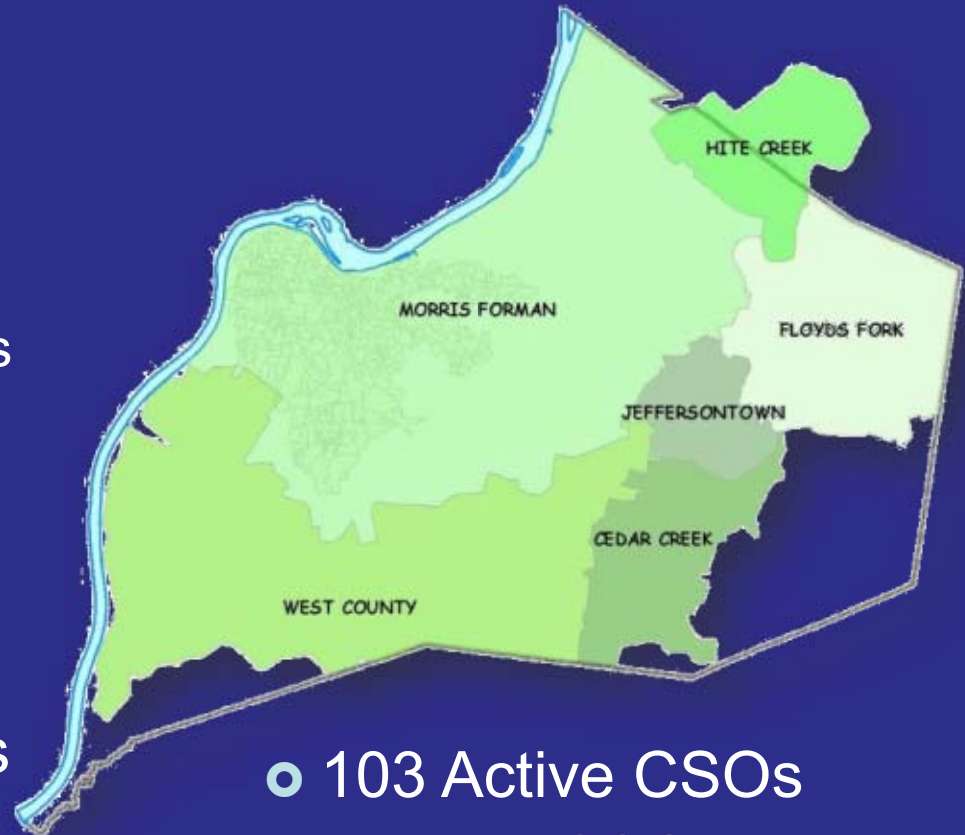 HITE CREEK
MORRIS FORMAN
FLOYDS FORK
s
JEFFERSONTOWN
CEDAR CREEK
WEST COUNTY
s
103 Active CSOs